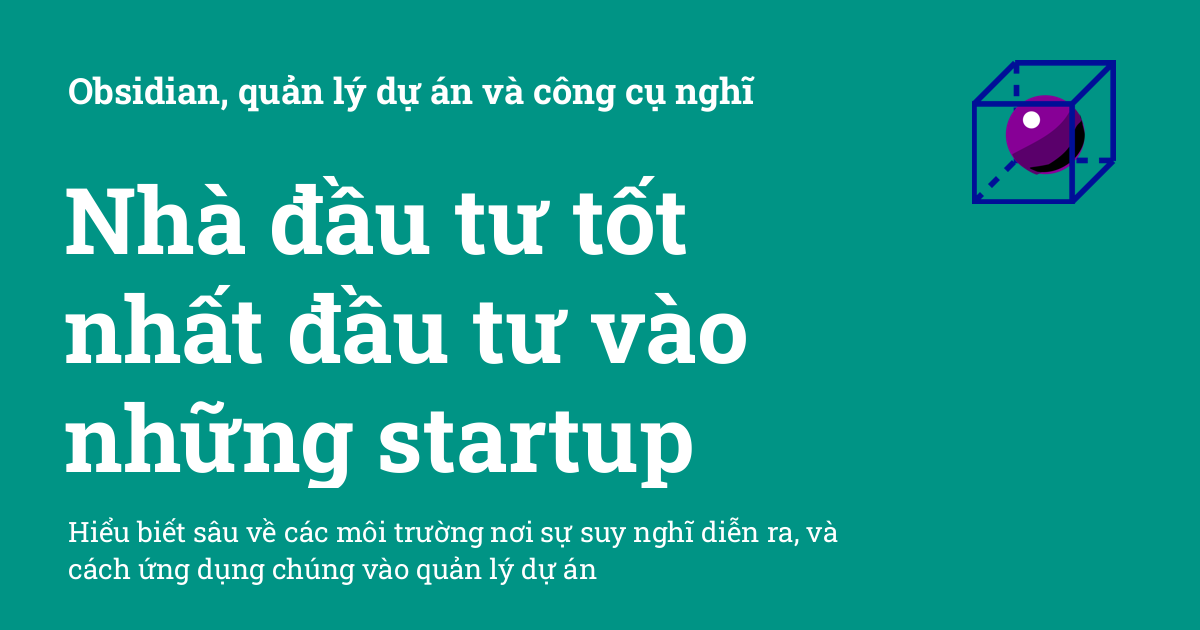 Obsidian, quản lý dự án và công cụ nghĩ
Nhà đầu tư tốt
nhất đầu tư vào
những startup
Hiểu biết sâu về các môi trường nơi sự suy nghĩ diễn ra, và
cách ứng dụng chúng vào quản lý dự án